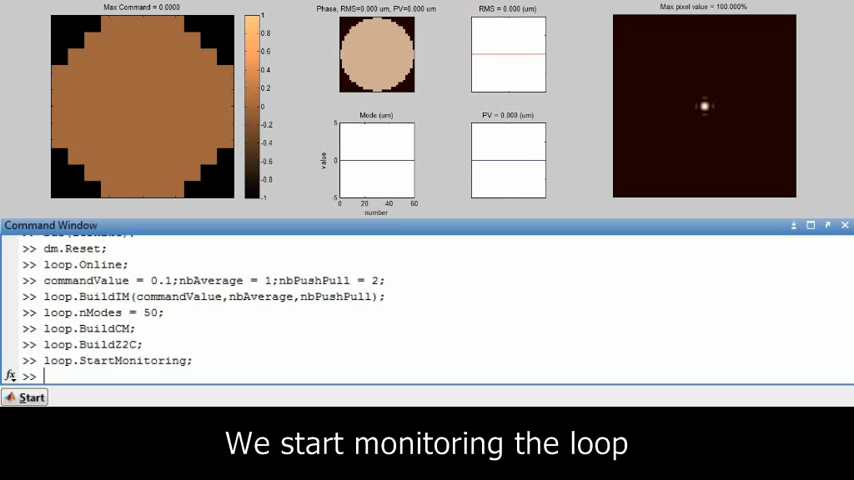 Max Command = 0.0000
1
0.8
0.6
0.4
0.2
0
-0.2
-0.4
-0.6
-0.8
-1
Phase, RMS=0.000 um, PV=0.000 um
RMS = 0.000 (um)
Max pixel value = 100.000%
Mode (um)
5
0
-5
value
0 20 40 60
number
PV = 0.000 (um)
Command Window
>> dm.Reset;
>> loop.Online;
>> commandValue = 0.1;nbAverage = 1;nbPushPull = 2;
>> loop.BuildIM(commandValue,nbAverage,nbPushPull);
>> loop.nModes = 50;
>> loop.BuildCM;
>> loop.BuildZ2C;
>> loop.StartMonitoring;
fx >>
Start
We start monitoring the loop